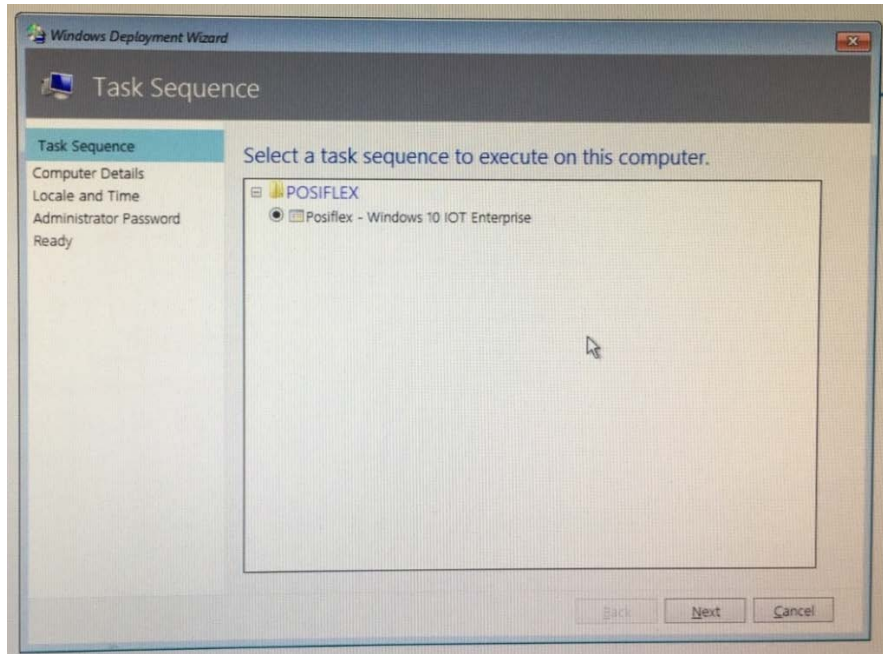 Windows Deployment Wizard
Task Sequence
Task Sequence
Computer Details
Locale and Time
Administrator Password
Ready
Select a task sequence to execute on this computer.
POSIFLEX
Posiflex - Windows 10 IOT Enterprise
Back
Next
Cancel